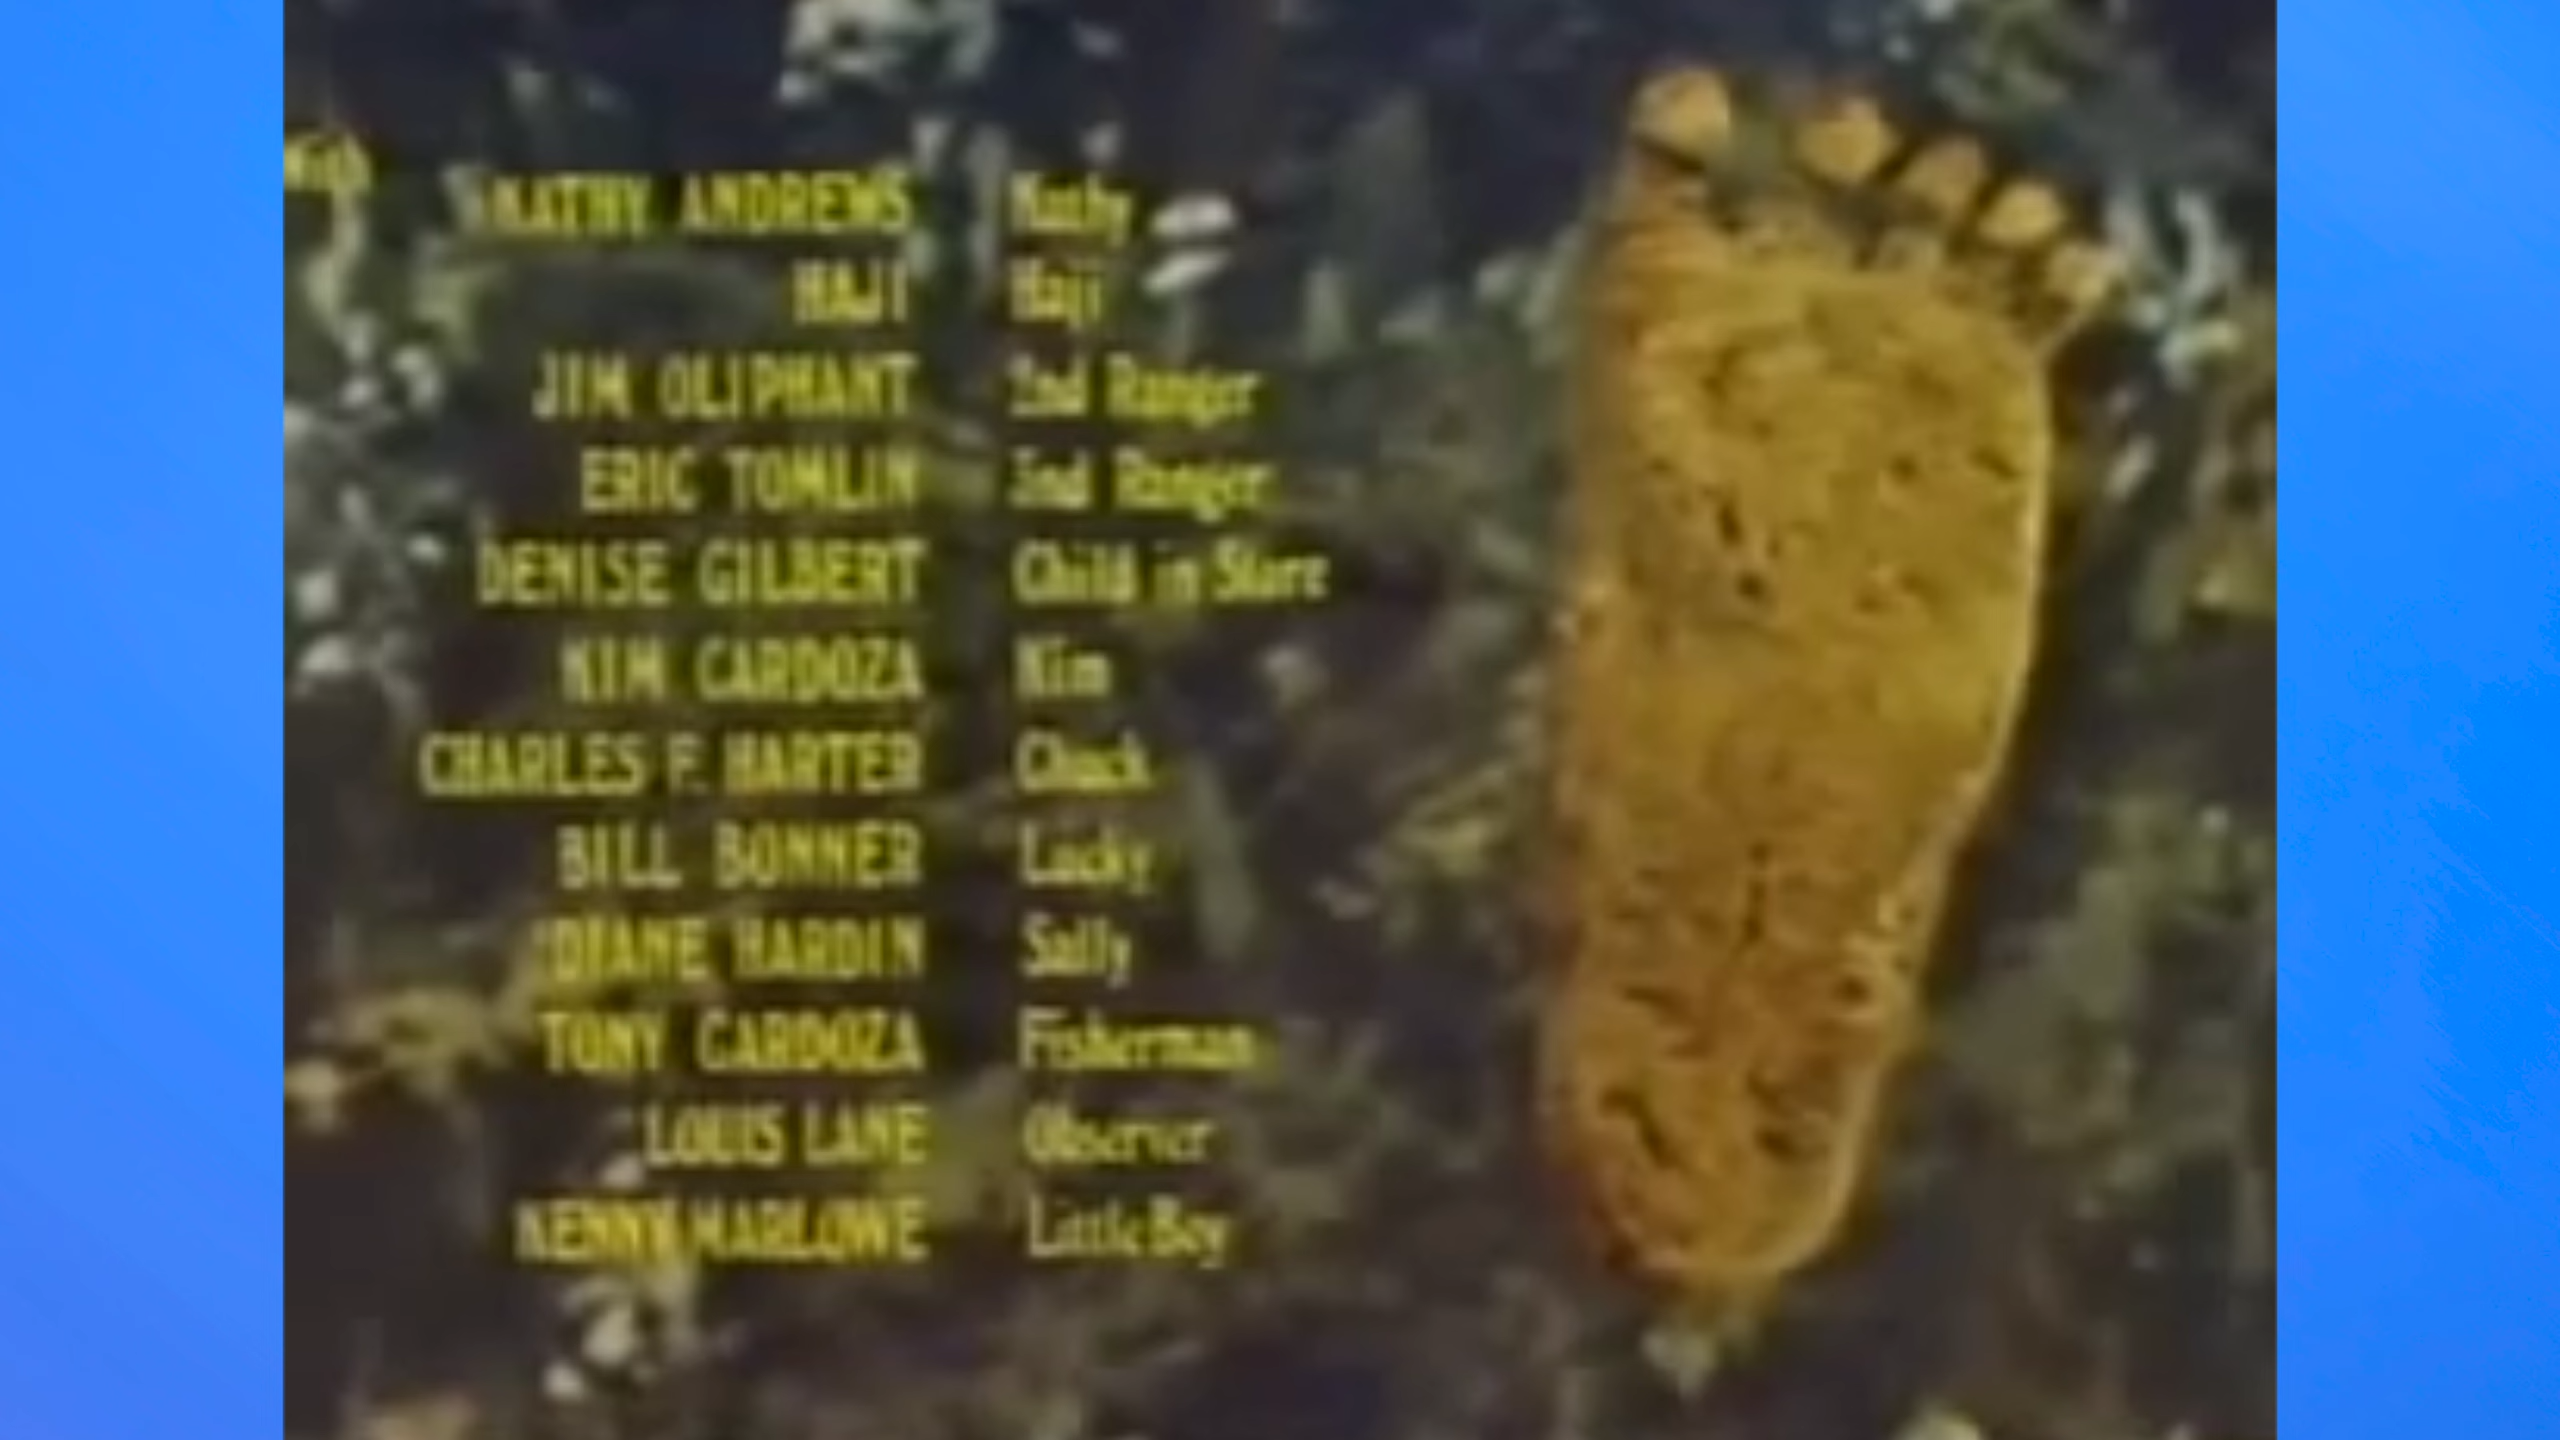 With
KATHY ANDREWS Kathy
HAJI Haji
JIM OLIPHANT 2nd Ranger
ERIC TOMLIN 2nd Ranger
DENISE GILBERT Child in Store
KIM CARDOZA Kim
CHARLES F. HARTER Chuck
BILL BONNER Lucky
DIANE HARDIN Sally
TONY CARDOZA Fisherman
LOUIS LANE Observer
KENNY MARLOWE Little Boy